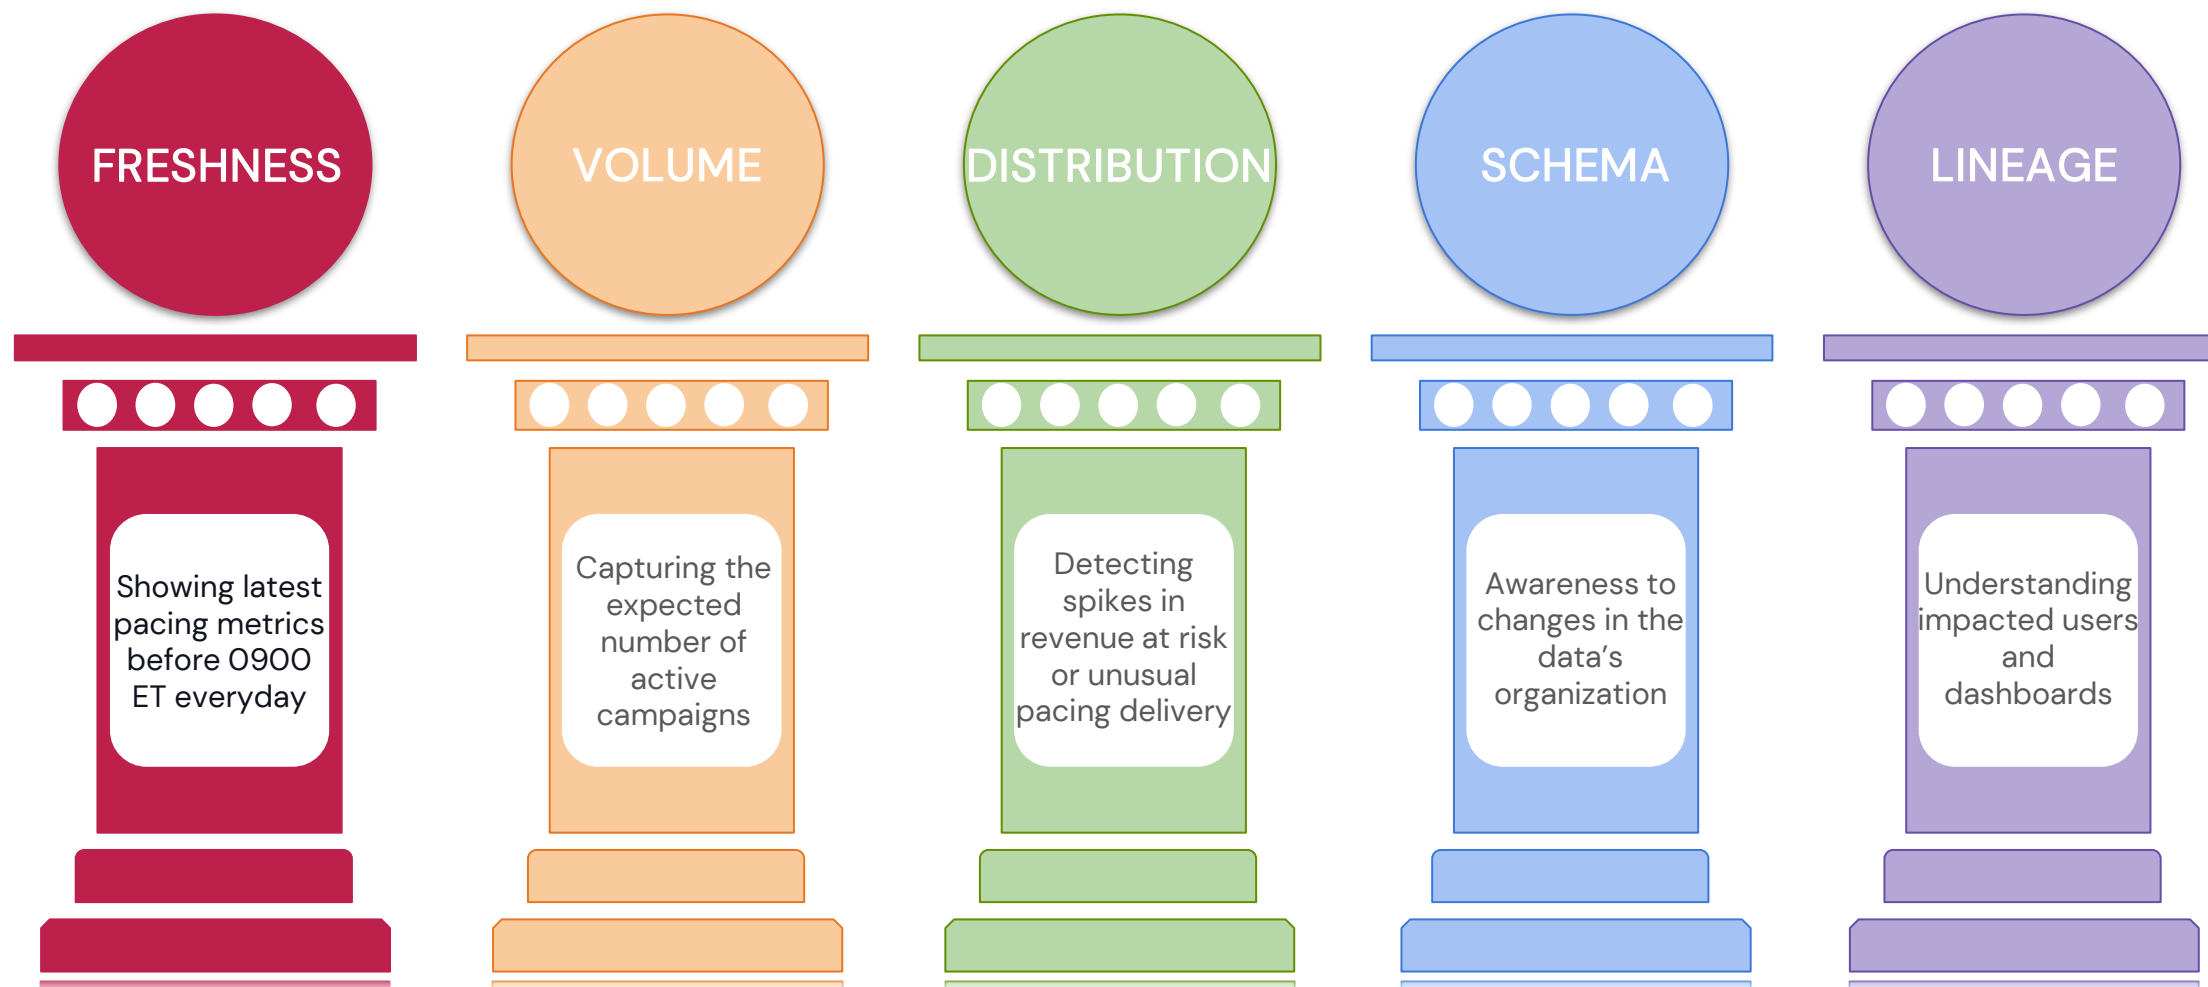 FRESHNESS
VOLUME
DISTRIBUTION
SCHEMA
LINEAGE
Showing latest
pacing metrics
before 0900
ET everyday
Capturing the
expected
number of
active
campaigns
Detecting
spikes in
revenue at risk
or unusual
pacing delivery
Awareness to
changes in the
data’s
organization
Understanding
impacted users
and
dashboards